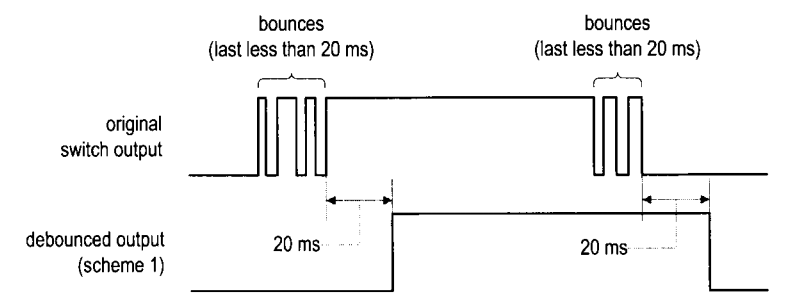 bounces
(last less than 20 ms)
bounces
(last less than 20 ms)
original
switch output
debounced output
(scheme 1)
20 ms
20 ms